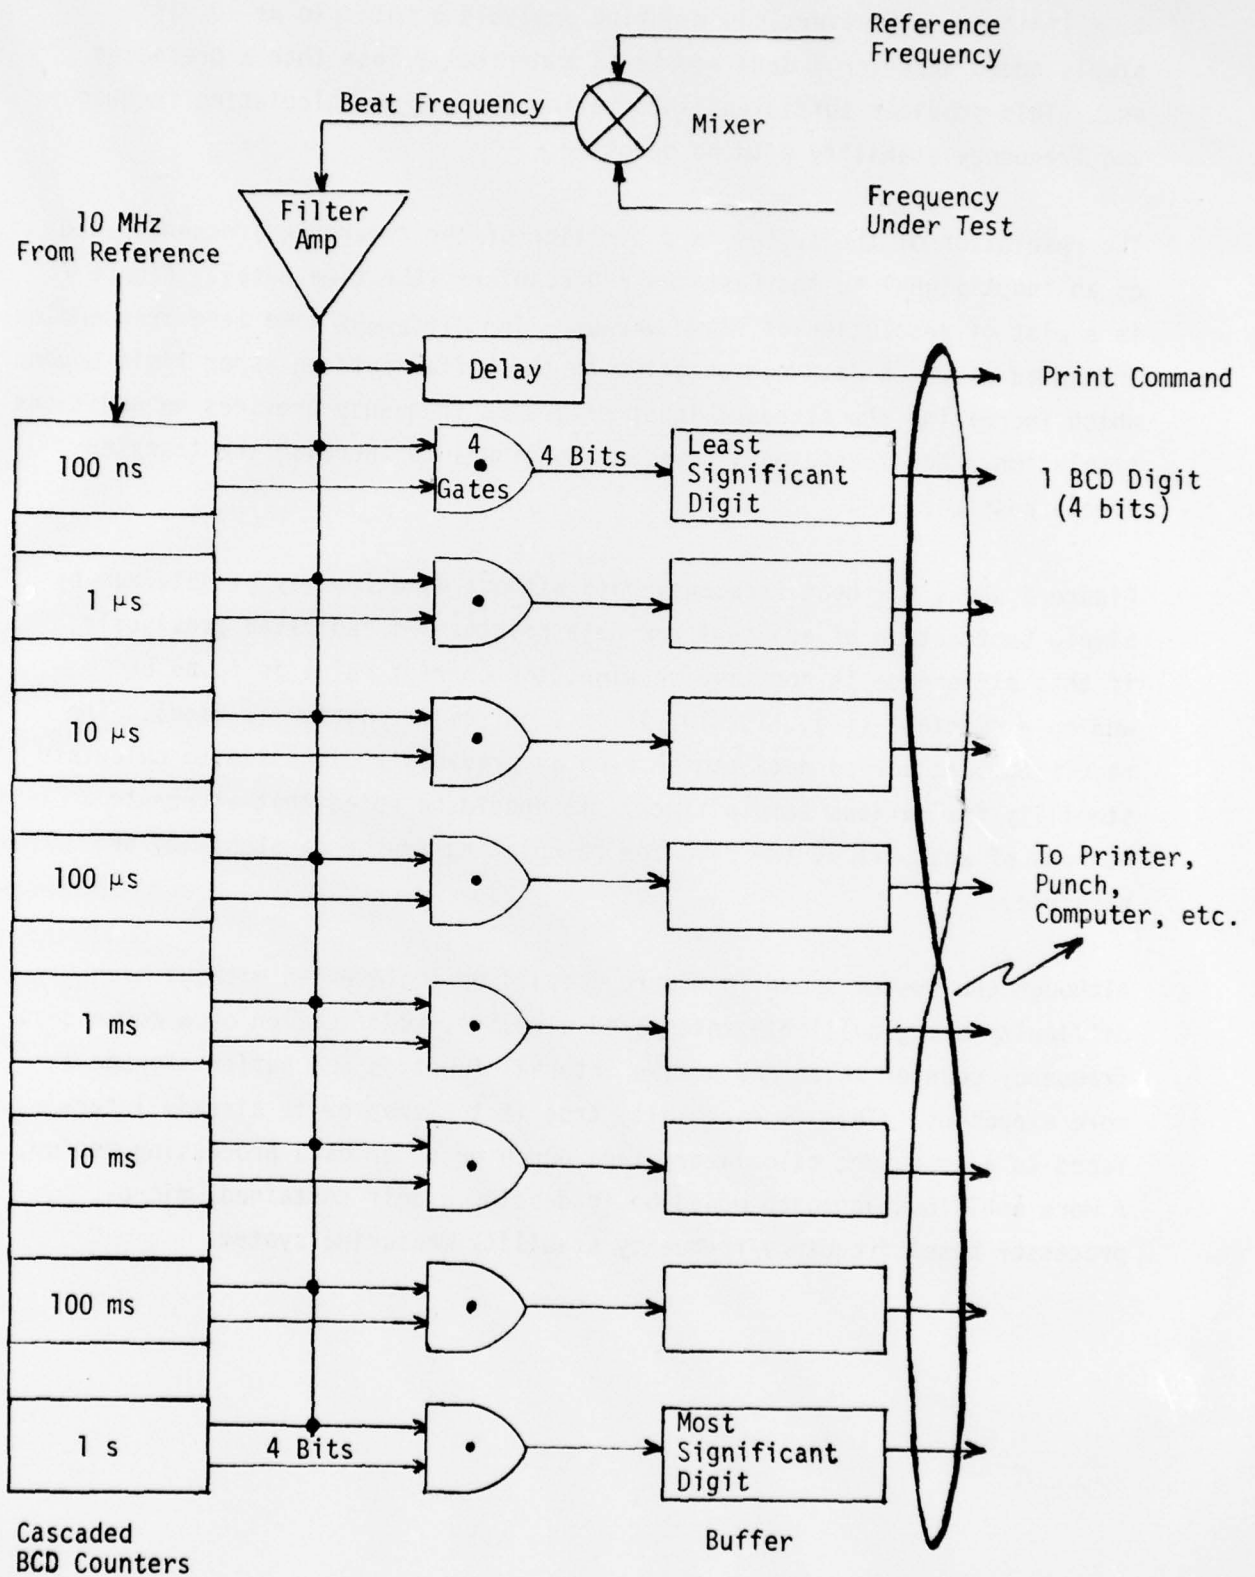 Reference
Frequency
Beat Frequency
Mixer
Frequency
Under Test
10 MHz
From Reference
Filter
Amp
Delay
Print Command
100 ns
4
Gates
4 Bits
Least
Significant
Digit
1 BCD Digit
(4 bits)
1 μs
10 μs
100 μs
To Printer,
Punch,
Computer, etc.
1 ms
10 ms
100 ms
1 s
4 Bits
Most
Significant
Digit
Cascaded
BCD Counters
Buffer